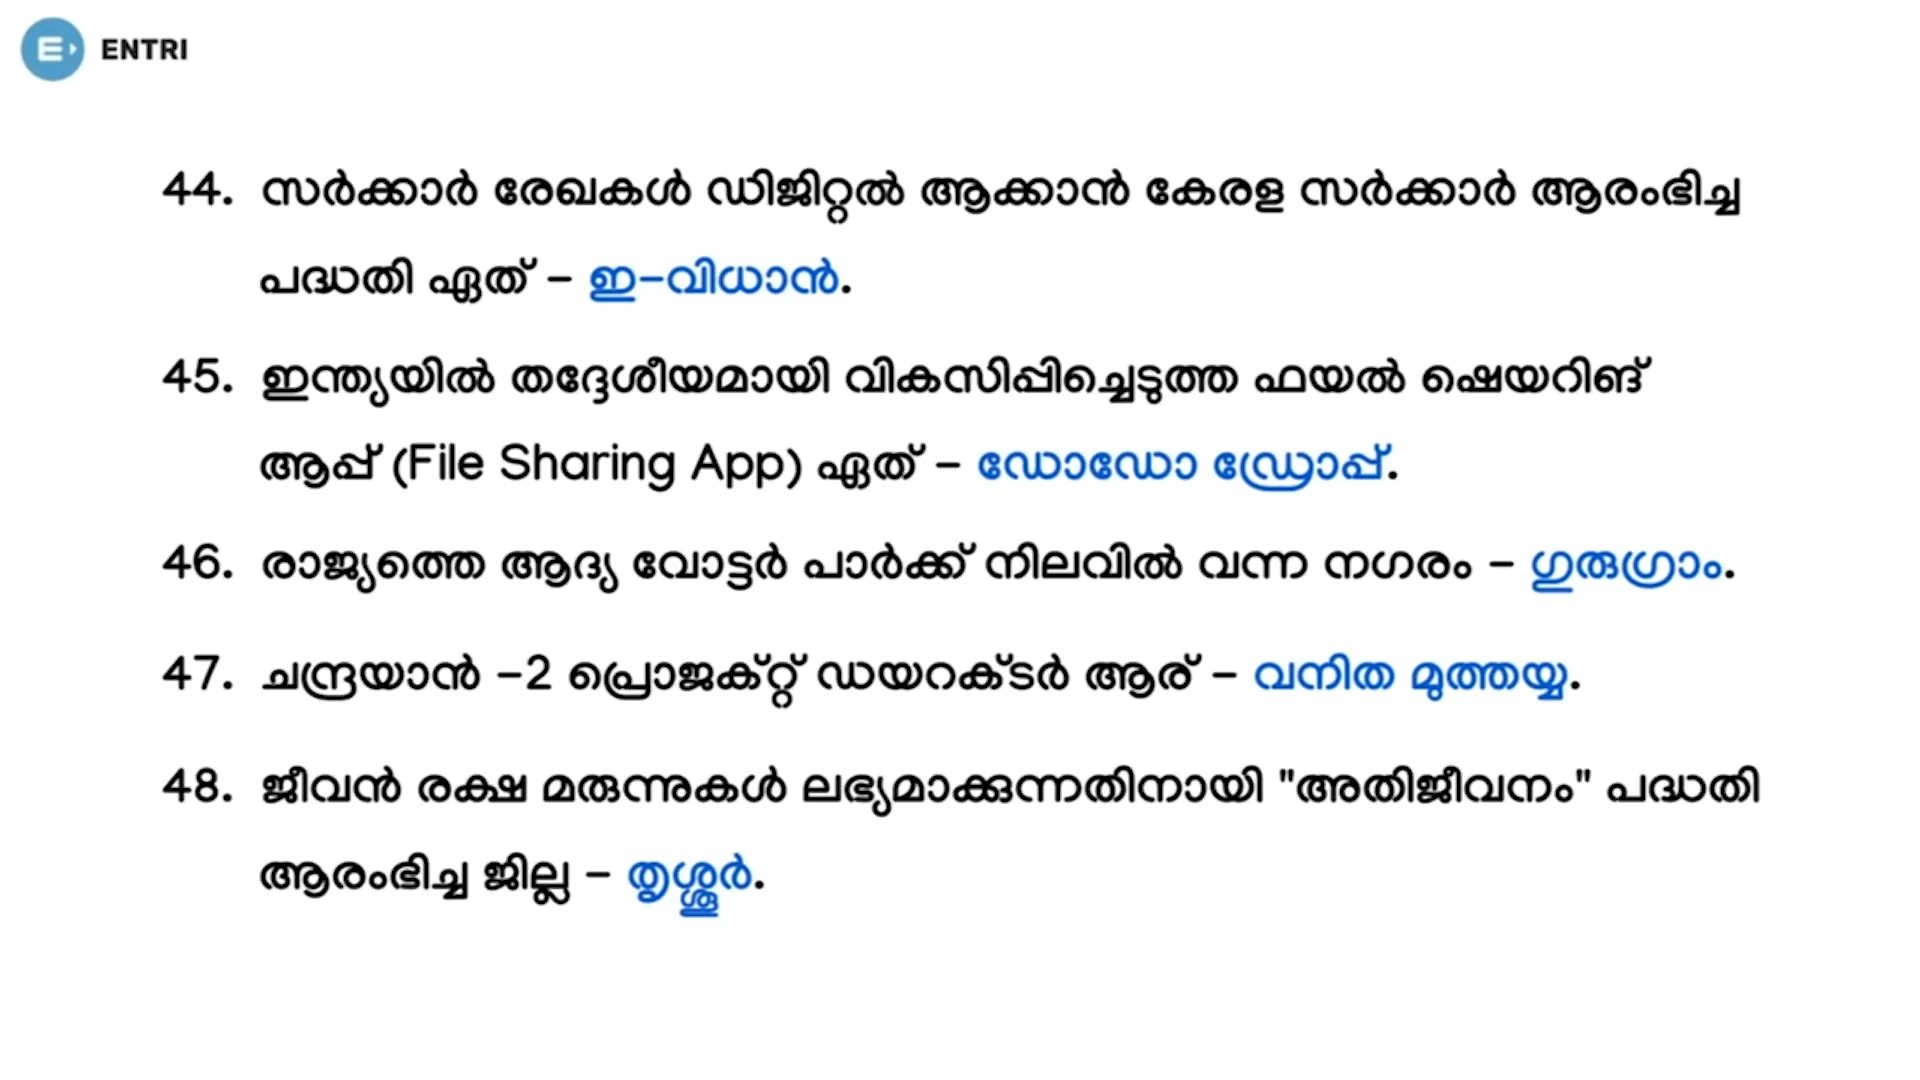 ENTRI
44. സർക്കാർ രേഖകൾ ഡിജിറ്റൽ ആക്കാൻ കേരള സർക്കാർ ആരംഭിച്ച
പദ്ധതി ഏത് – ഇ-വിധാൻ.
45. ഇന്ത്യയിൽ തദ്ദേശീയമായി വികസിപ്പിച്ചെടുത്ത ഫയൽ ഷെയറിങ്
ആപ്പ് (File Sharing App) ഏത് – ഡോഡോ ഡ്രോപ്പ്.
46. രാജ്യത്തെ ആദ്യ വോട്ടർ പാർക്ക് നിലവിൽ വന്ന നഗരം – ഗുരുഗ്രാം.
47. ചന്ദ്രയാൻ -2 പ്രൊജക്റ്റ് ഡയറക്ടർ ആര് – വനിത മുത്തയ്യ.
48. ജീവൻ രക്ഷ മരുന്നുകൾ ലഭ്യമാക്കുന്നതിനായി "അതിജീവനം" പദ്ധതി
ആരംഭിച്ച ജില്ല – തൃശ്ശൂർ.